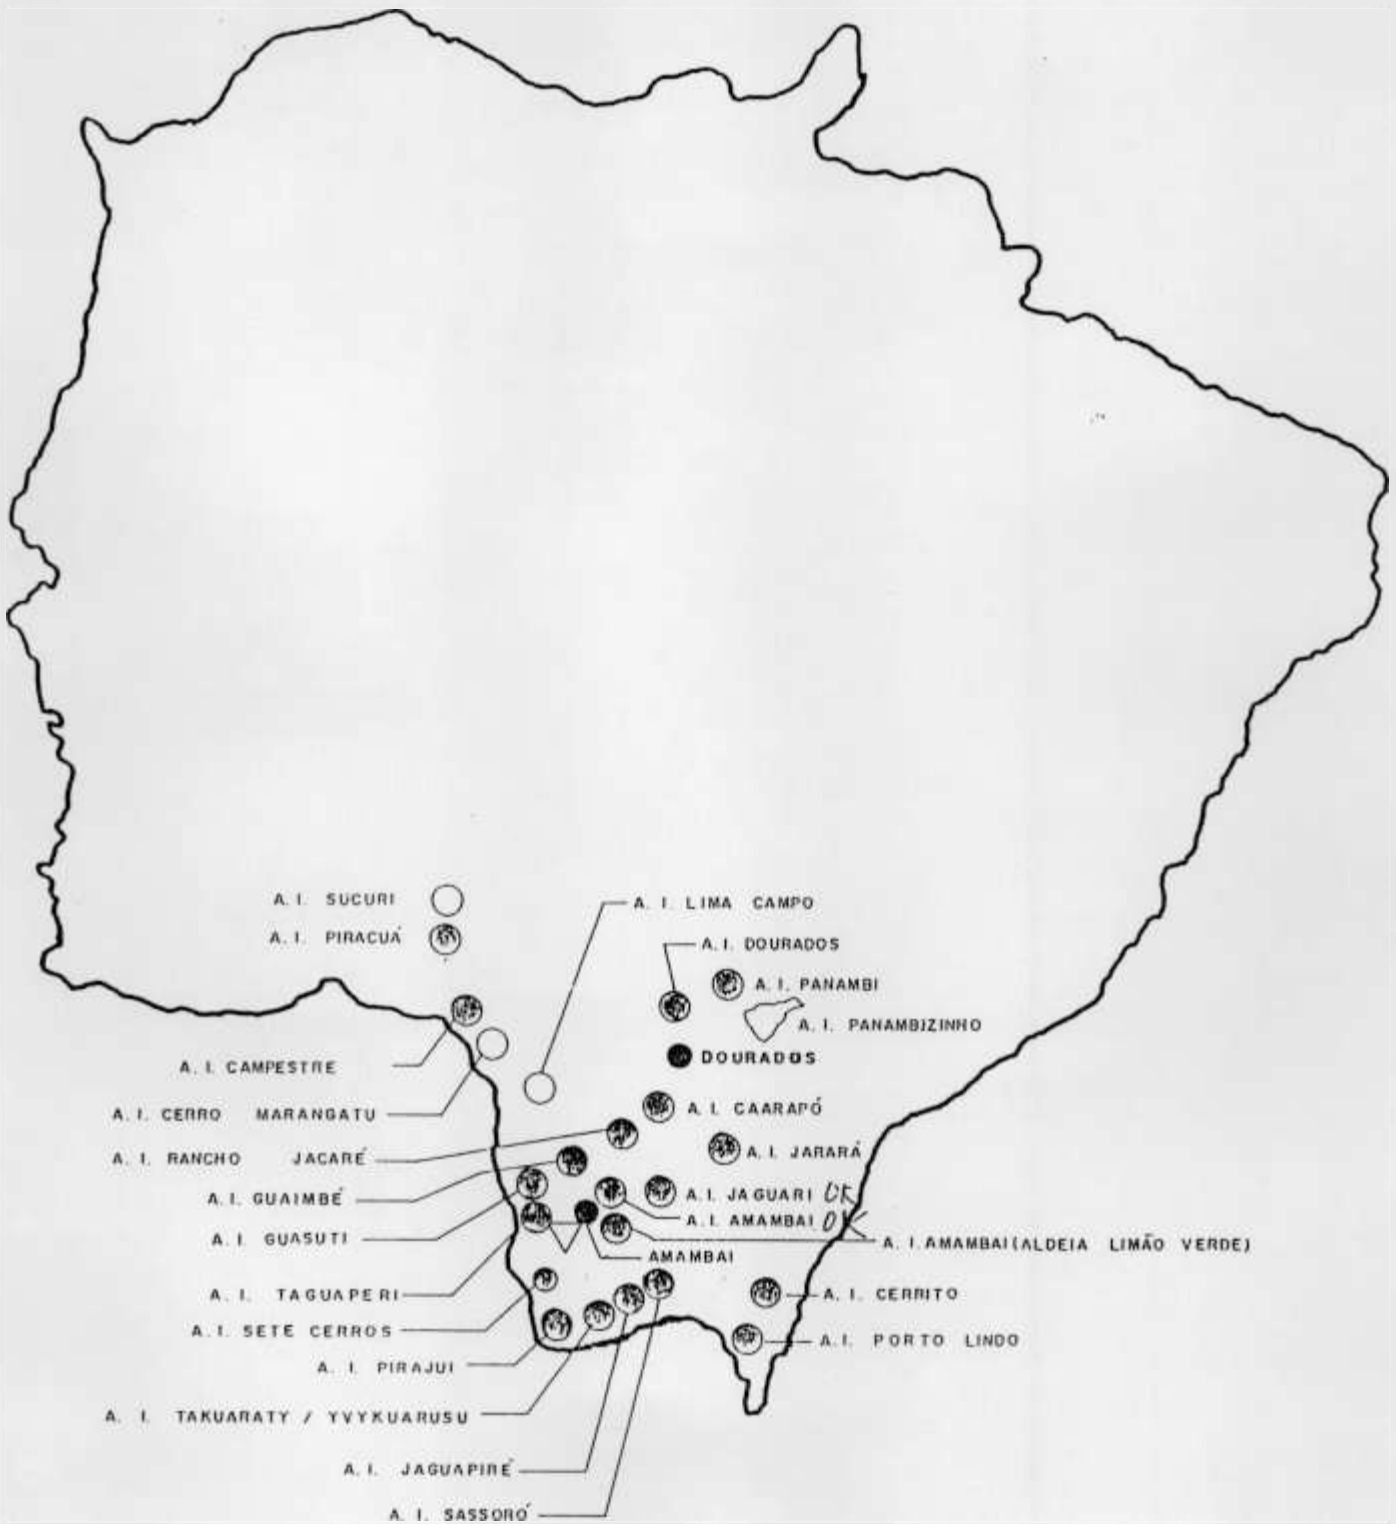 A. I. SUCURI
A. I. LIMA CAMPO
A. I. PIRACUÁ
A. I. DOURADOS
A. I. PANAMBI
A. I. PANAMBIZINHO
DOURADOS
A. I. CAMPESTRE
A. I. CERRO MARANGATU
A. I. CAARAPÓ
A. I. RANCHO JACARÉ
A. I. JARARÁ
A. I. GUAIMBÉ
A. I. JAGUARI OK
A. I. AMAMBAI OK
A. I. GUASUTI
A. I. AMAMBAI (ALDEIA LIMÃO VERDE)
AMAMBAI
A. I. TAGUAPERI
A. I. CERRITO
A. I. SETE CERROS
A. I. PORTO LINDO
A. I. PIRAJUI
A. I. TAKUARATY / YVYKUARUSU
A. I. JAGUAPIRÉ
A. I. SASSORÓ